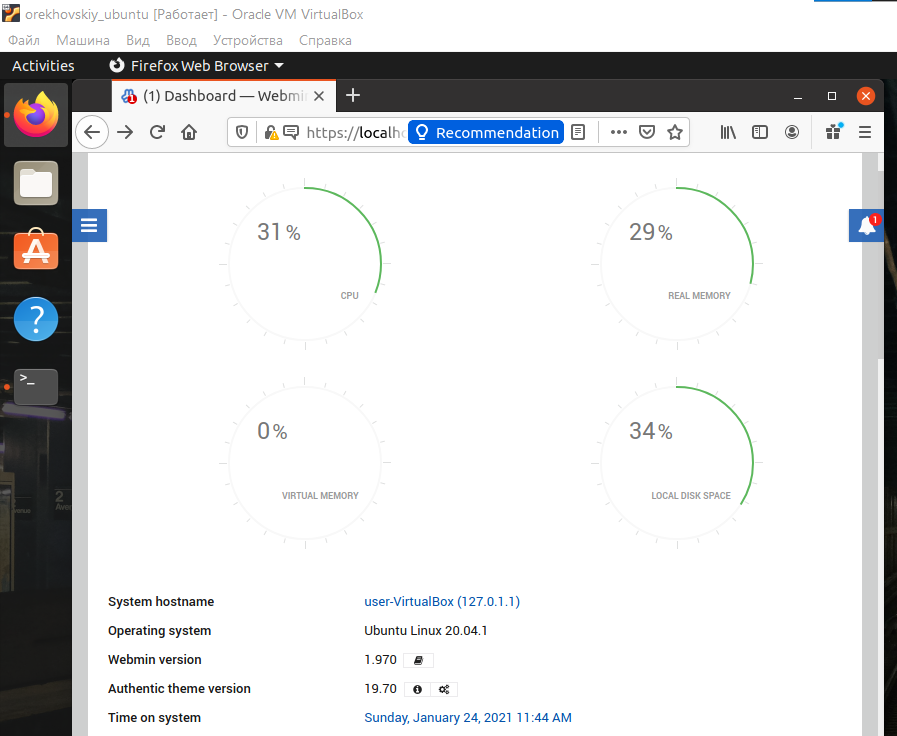 orekhovskiy_ubuntu [Работает] - Oracle VM VirtualBox
Файл Машина Вид Ввод Устройства Справка
Activities Firefox Web Browser
(1) Dashboard — Webmi
https://localho Recommendation
1
31% 29%
CPU REAL MEMORY
0% 34%
VIRTUAL MEMORY LOCAL DISK SPACE
System hostname user-VirtualBox (127.0.1.1)
Operating system Ubuntu Linux 20.04.1
Webmin version 1.970
Authentic theme version 19.70
Time on system Sunday, January 24, 2021 11:44 AM